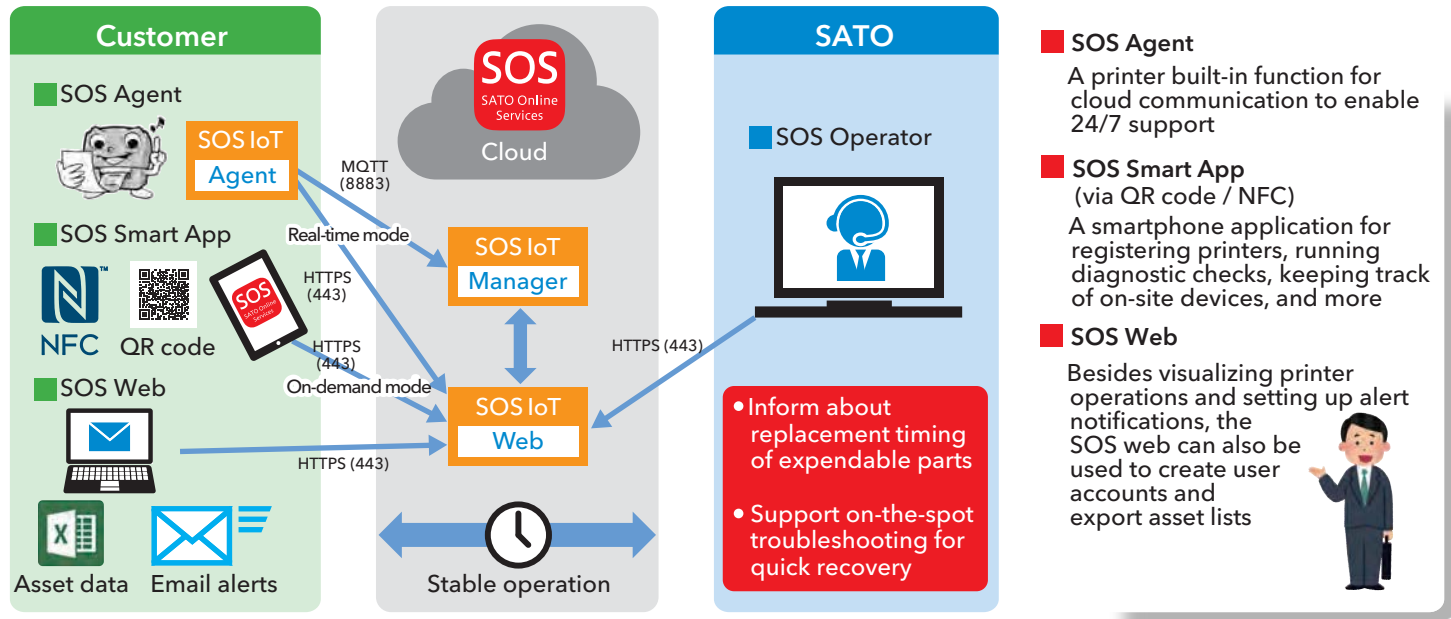 Customer
SOS Agent
SOS IoT
Agent
SOS Smart App
NFC
QR code
SOS
SATO Online
Services
SOS Web
Asset data
Email alerts
MQTT
(8883)
Real-time mode
HTTPS
(443)
HTTPS
(443)
On-demand mode
HTTPS (443)
SOS
SATO Online
Services
Cloud
SOS IoT
Manager
SOS IoT
Web
Stable operation
HTTPS (443)
SATO
SOS Operator
• Inform about
replacement timing
of expendable parts
• Support on-the-spot
troubleshooting for
quick recovery
SOS Agent
A printer built-in function for
cloud communication to enable
24/7 support
SOS Smart App
(via QR code / NFC)
A smartphone application for
registering printers, running
diagnostic checks, keeping track
of on-site devices, and more
SOS Web
Besides visualizing printer
operations and setting up alert
notifications, the
SOS web can also be
used to create user
accounts and
export asset lists